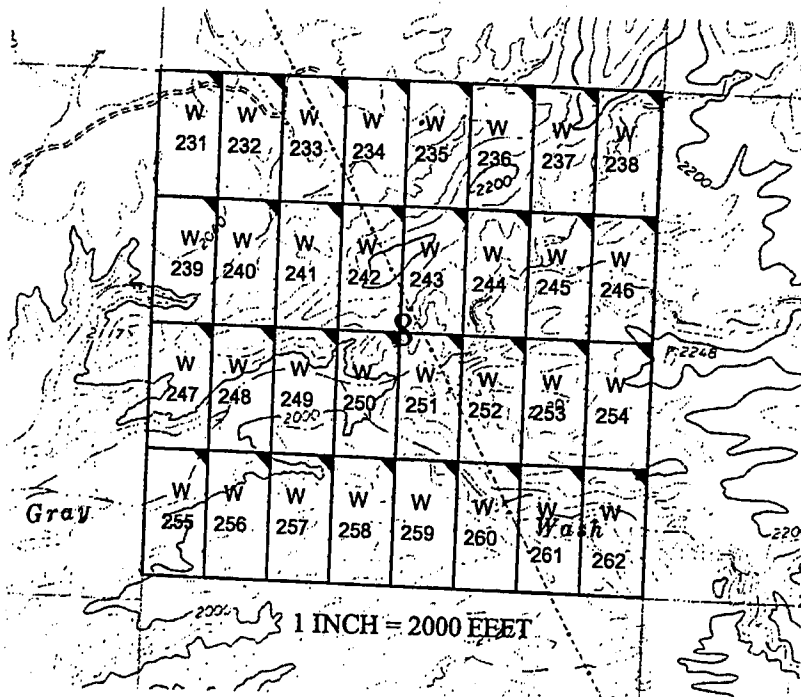 W W W W W W W W
231 232 233 234 235 236 237 238
2200
2200
W W W W W W W W
239 240 241 242 243 244 245 246
8
2248
W W W W W W W W
247 248 249 250 251 252 253 254
2000
W W W W W W W W
255 256 257 258 259 260 261 262
Gray Wash
2000
1 INCH = 2000 FEET